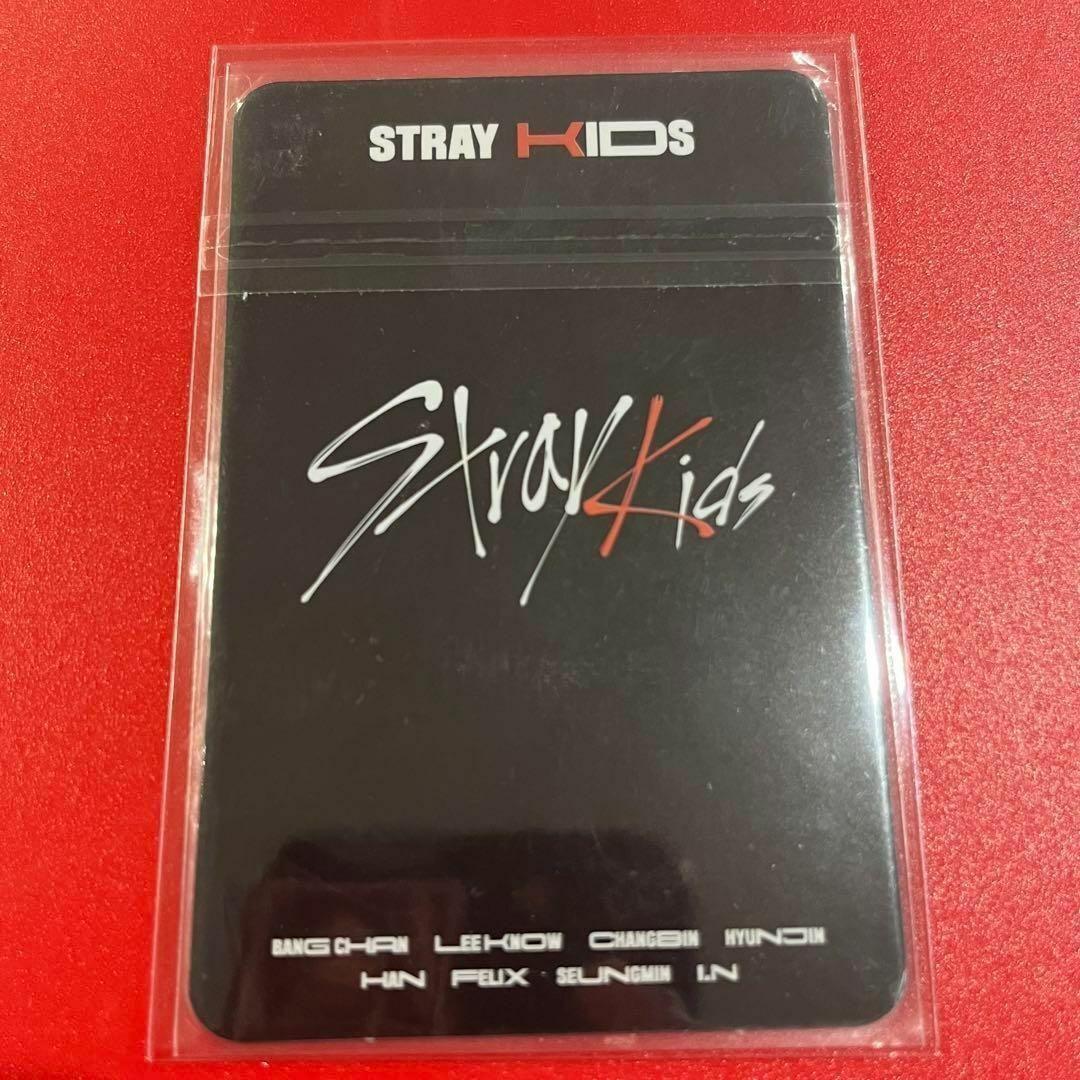 STRAY KIDS
Stray Kids
BANG CHAN LEE KNOW CHANGBIN HYUNJIN
HAN FELIX SEUNGMIN I.N